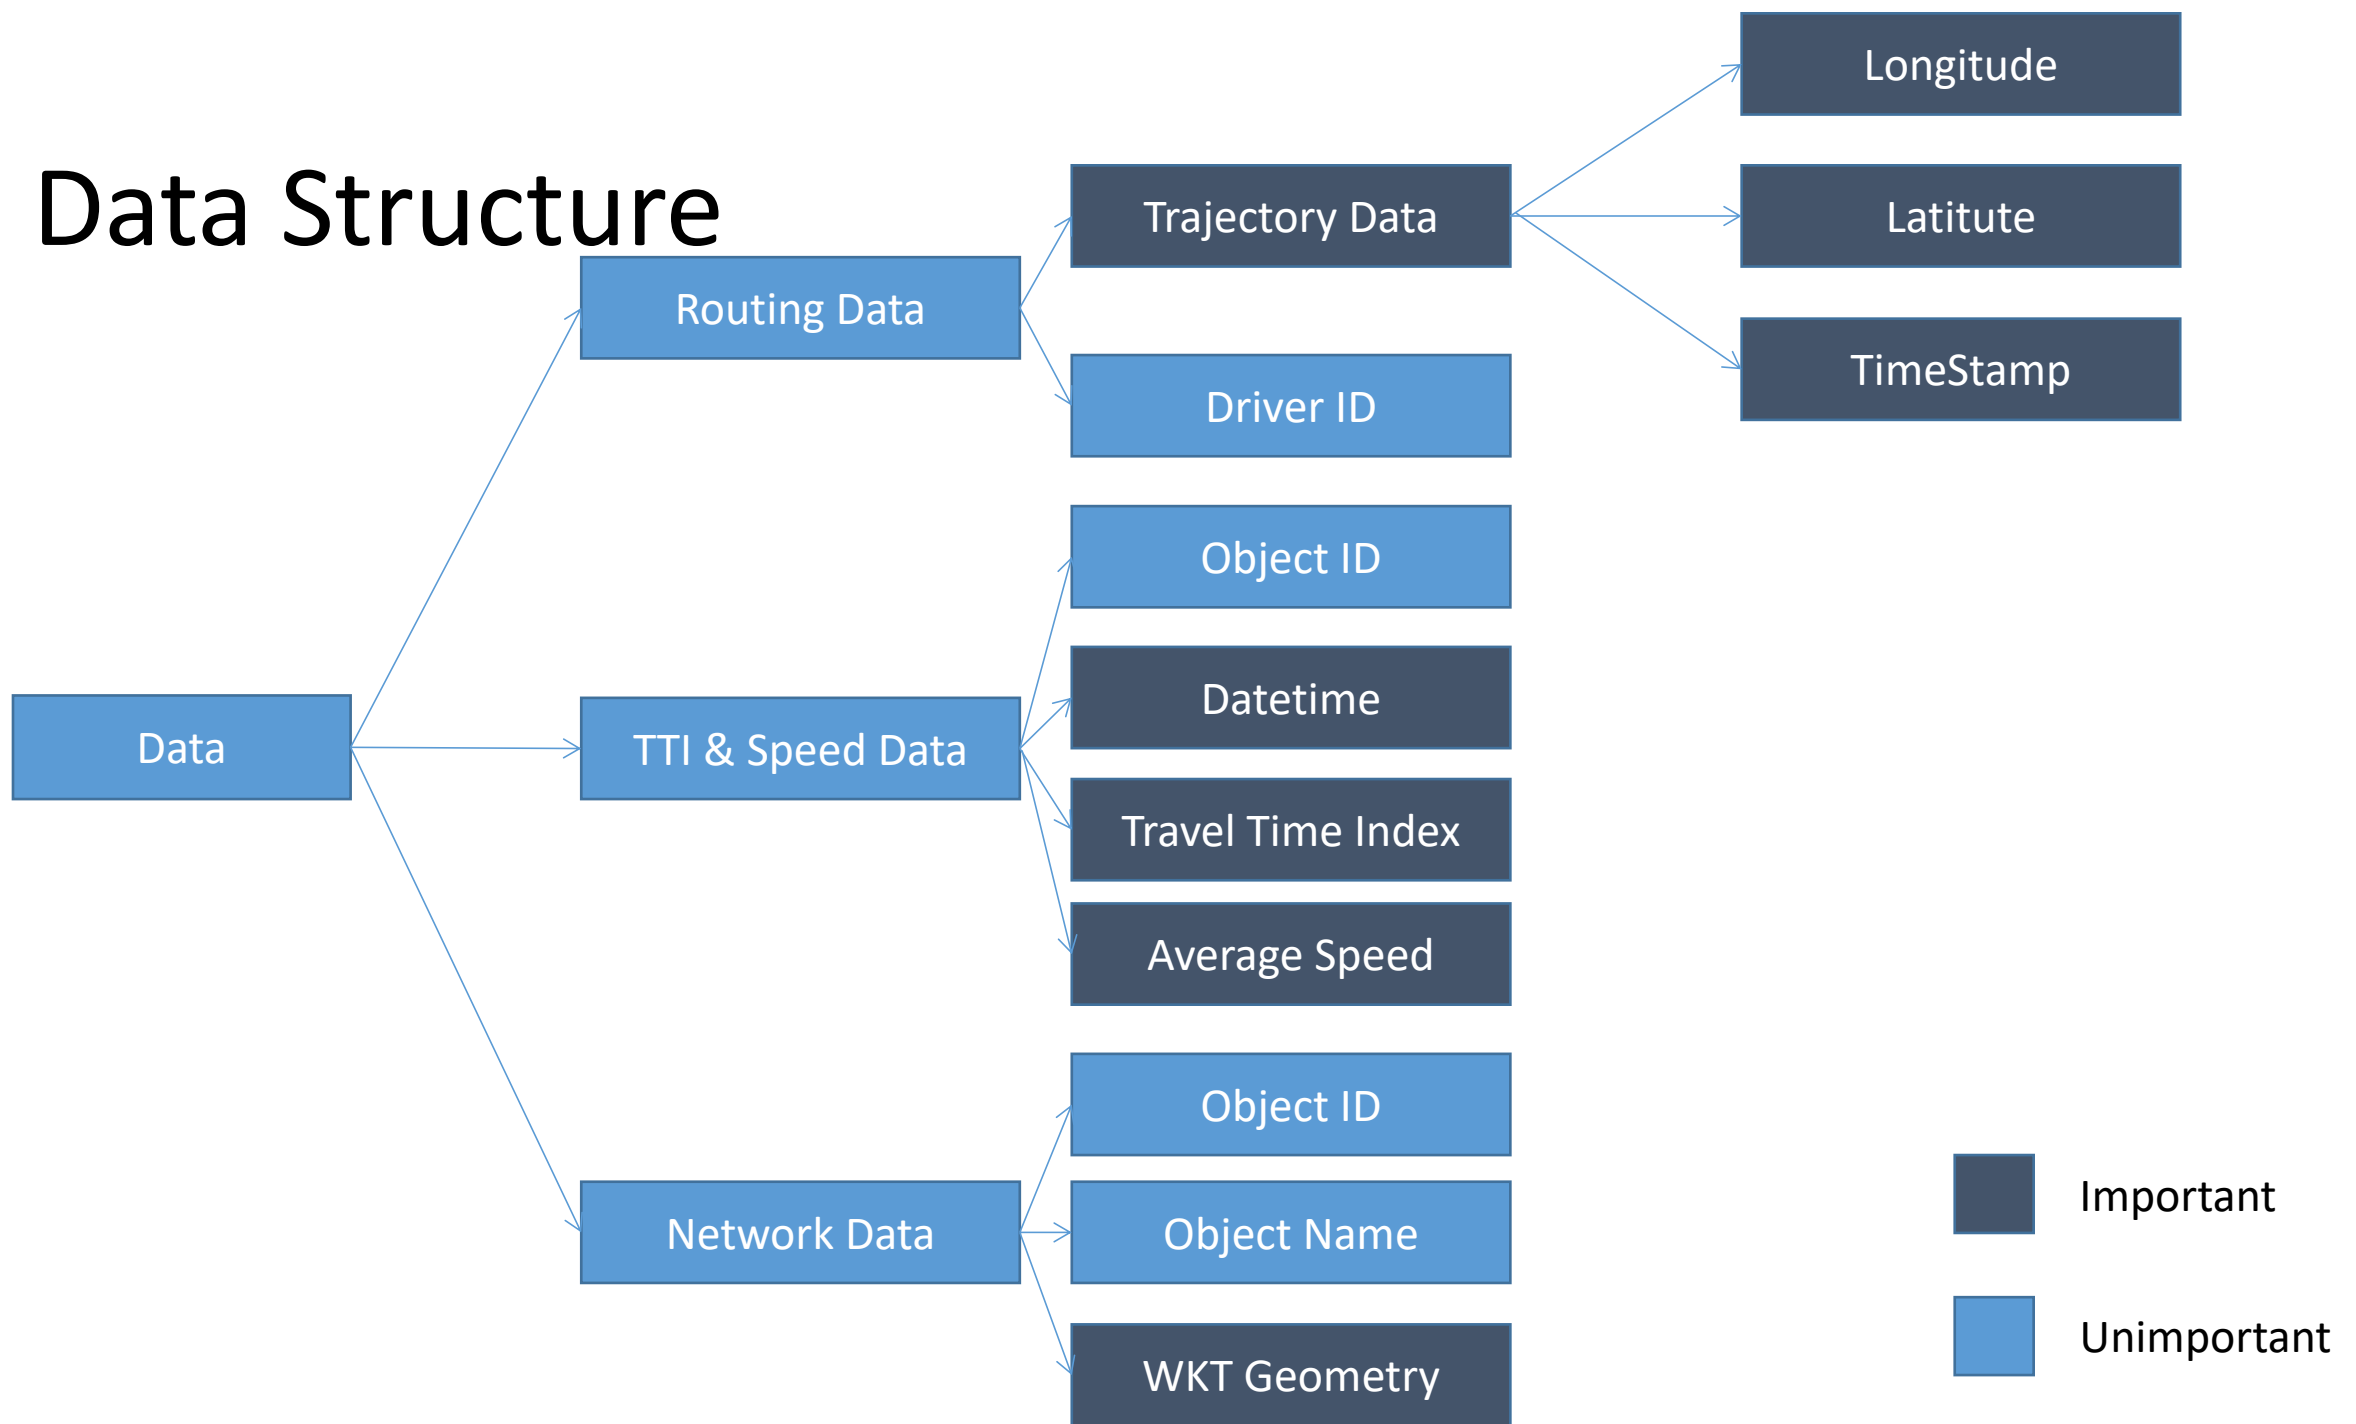 Data Structure
Data
Routing Data
Trajectory Data
Longitude
Latitute
TimeStamp
Driver ID
TTI & Speed Data
Object ID
Datetime
Travel Time Index
Average Speed
Network Data
Object ID
Object Name
WKT Geometry
Important
Unimportant